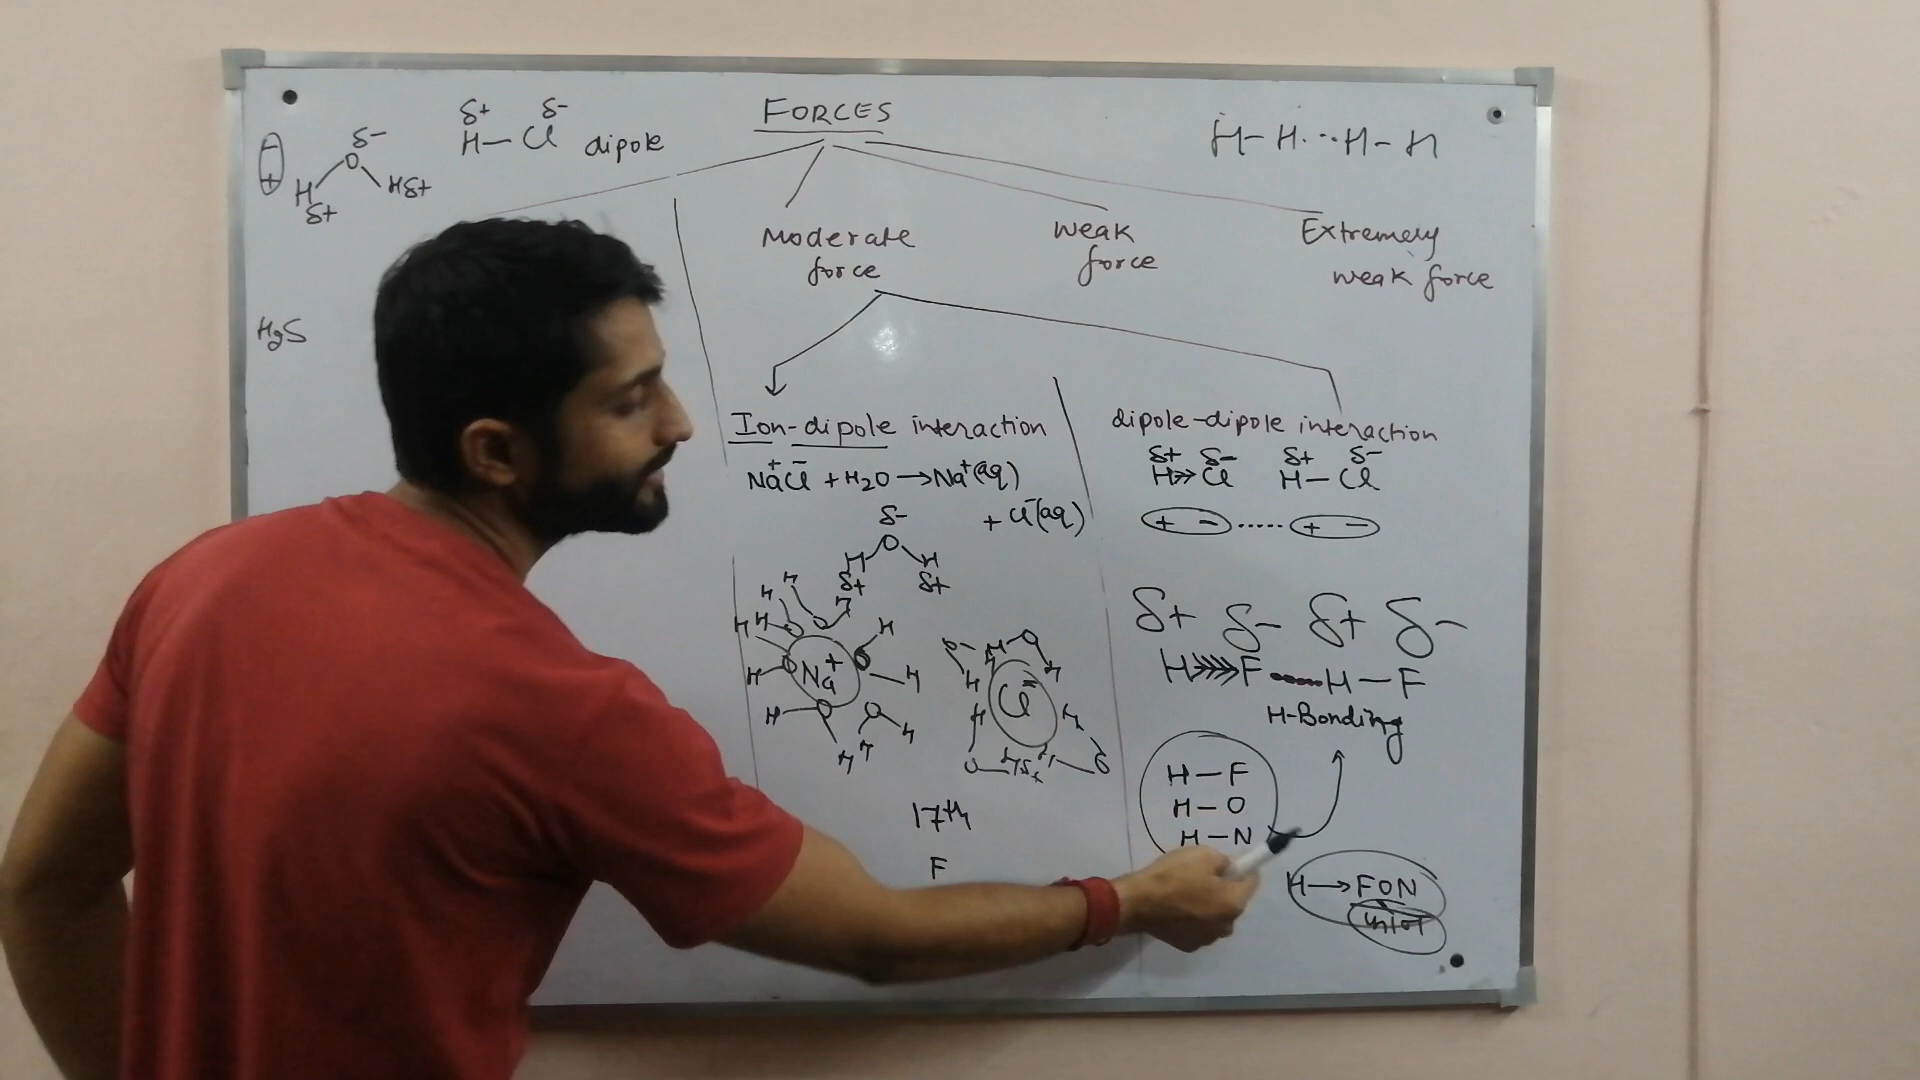 FORCES
δ-
O
H
δ+
Hδ+
δ+ δ-
H-Cl dipole
H-H...H-H
Moderate
force
Weak
force
Extremely
weak force
H2S
Ion-dipole interaction
Na+Cl- + H2O → Na+(aq)
+ Cl-(aq)
δ-
O
H H
δ+ δ+
H H H
H H H
Na+
H H
H H H
H
O- H O
H H
Cl-
H H
O O
17th
F
dipole-dipole interaction
δ+ δ- δ+ δ-
H>>Cl H-Cl
+ - ..... + -
δ+ δ- δ+ δ-
H>>>>F ----- H-F
H-Bonding
H-F
H-O
H-N
H→FON